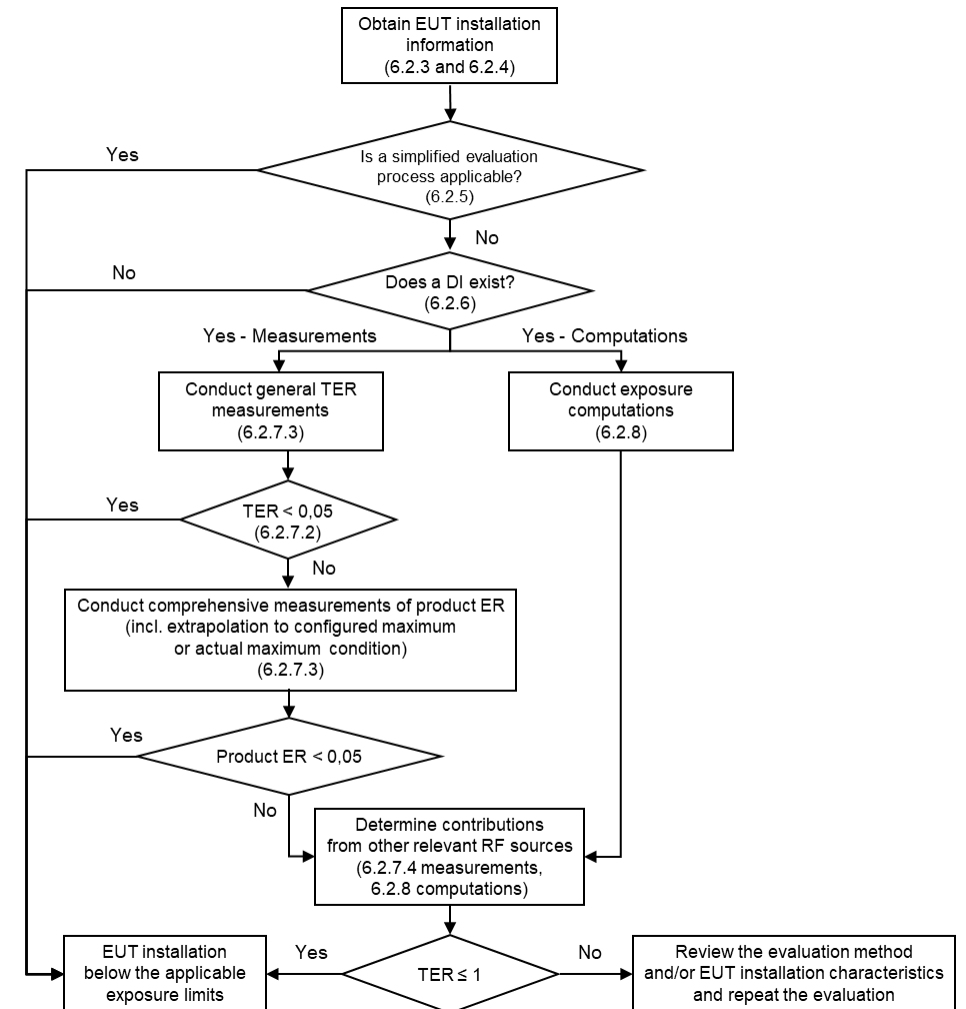 Obtain EUT installation
information
(6.2.3 and 6.2.4)
Yes
Is a simplified evaluation
process applicable?
(6.2.5)
No
No
Does a DI exist?
(6.2.6)
Yes - Measurements
Yes - Computations
Conduct general TER
measurements
(6.2.7.3)
Conduct exposure
computations
(6.2.8)
Yes
TER < 0,05
(6.2.7.2)
No
Conduct comprehensive measurements of product ER
(incl. extrapolation to configured maximum
or actual maximum condition)
(6.2.7.3)
Yes
Product ER < 0,05
No
Determine contributions
from other relevant RF sources
(6.2.7.4 measurements,
6.2.8 computations)
EUT installation
below the applicable
exposure limits
Yes
TER ≤ 1
No
Review the evaluation method
and/or EUT installation characteristics
and repeat the evaluation